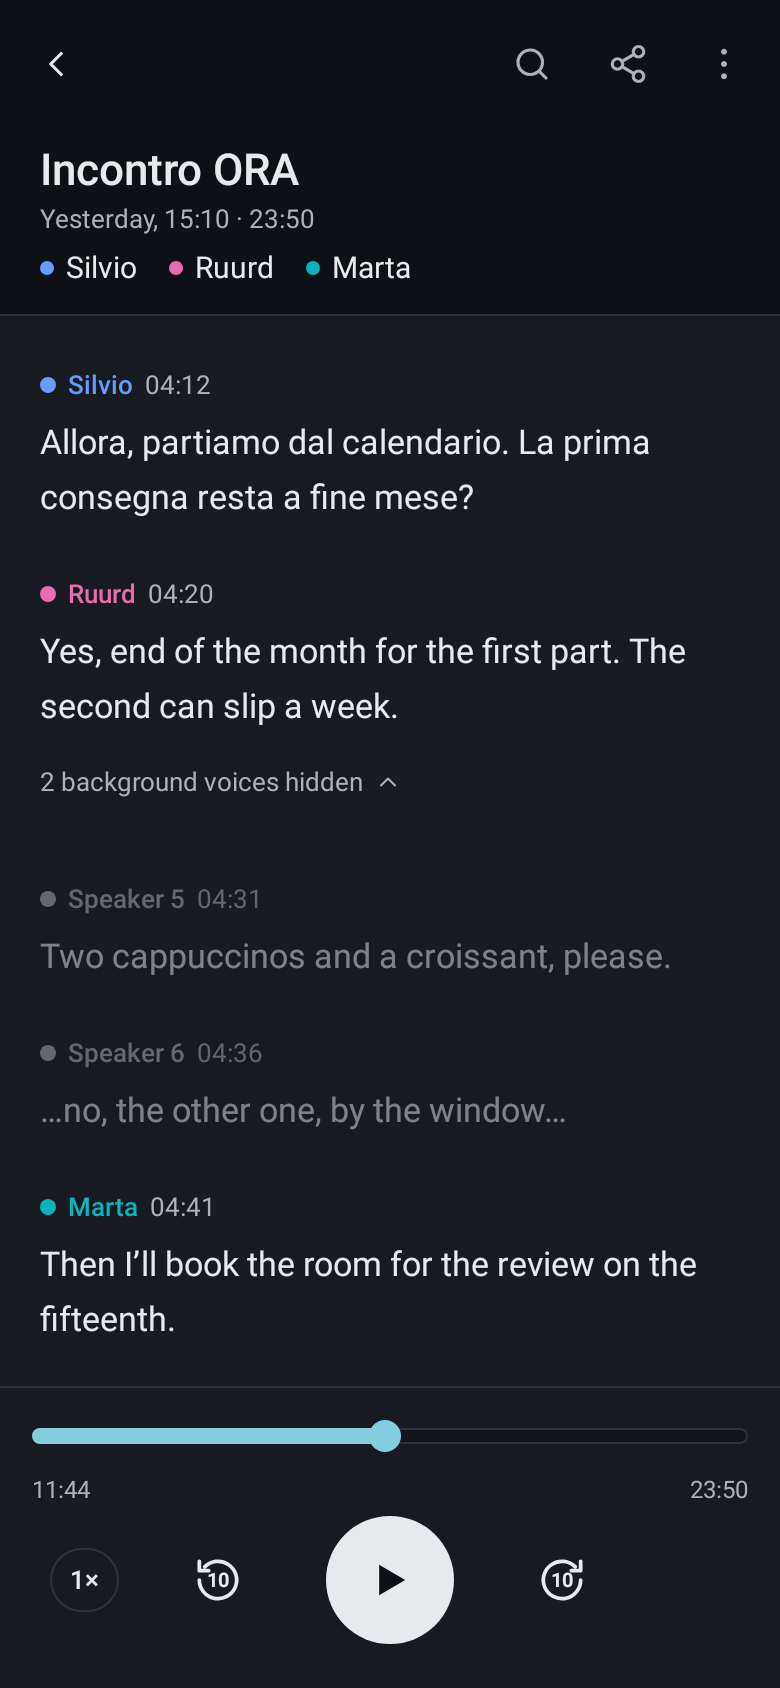 Incontro ORA
Yesterday, 15:10 · 23:50
Silvio Ruurd Marta
Silvio 04:12
Allora, partiamo dal calendario. La prima
consegna resta a fine mese?
Ruurd 04:20
Yes, end of the month for the first part. The
second can slip a week.
2 background voices hidden
Speaker 5 04:31
Two cappuccinos and a croissant, please.
Speaker 6 04:36
…no, the other one, by the window…
Marta 04:41
Then I’ll book the room for the review on the
fifteenth.
11:44 23:50
1× 10 10